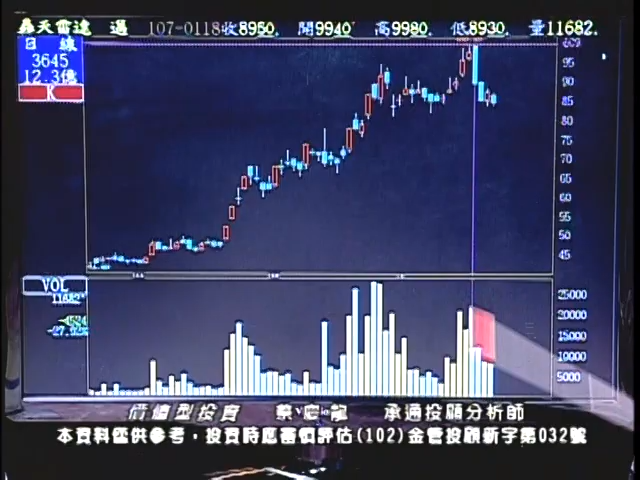 107-0118收8950. 開9940 高9980. 低8930. 量11682.
日 線
3645
12.3億
K
95
90
85
80
75
70
65
60
55
50
45
VOL
11682
25000
20000
15000
10000
5000
價值型投資 蔡慶龍 承通投顧分析師
本資料僅供參考，投資時應審慎評估(102)金管投顧新字第032號